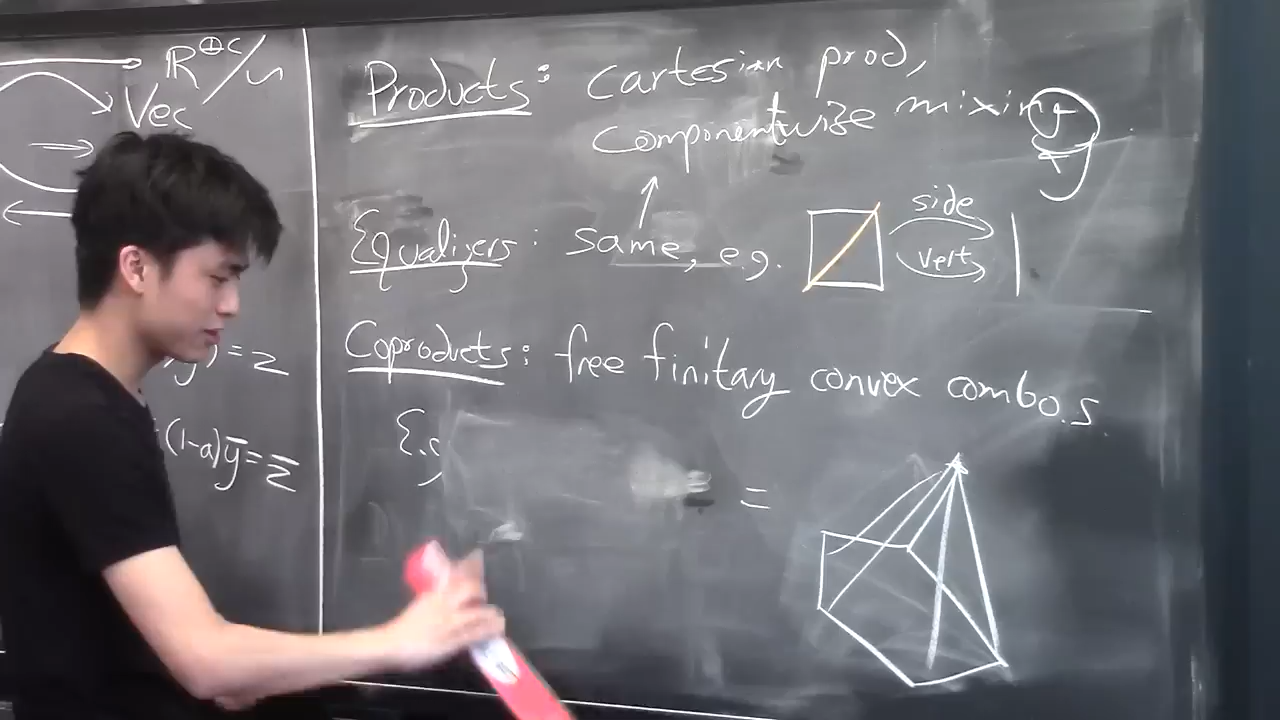 ℝ^⊕C/~
Vec
y) = z
(1-a)y̅ = z̅
Products: cartesian prod,
componentwise mixing
Equalizers: same, e.g.
side
vert
Coproducts: free finitary convex combo.s.
E.g
=